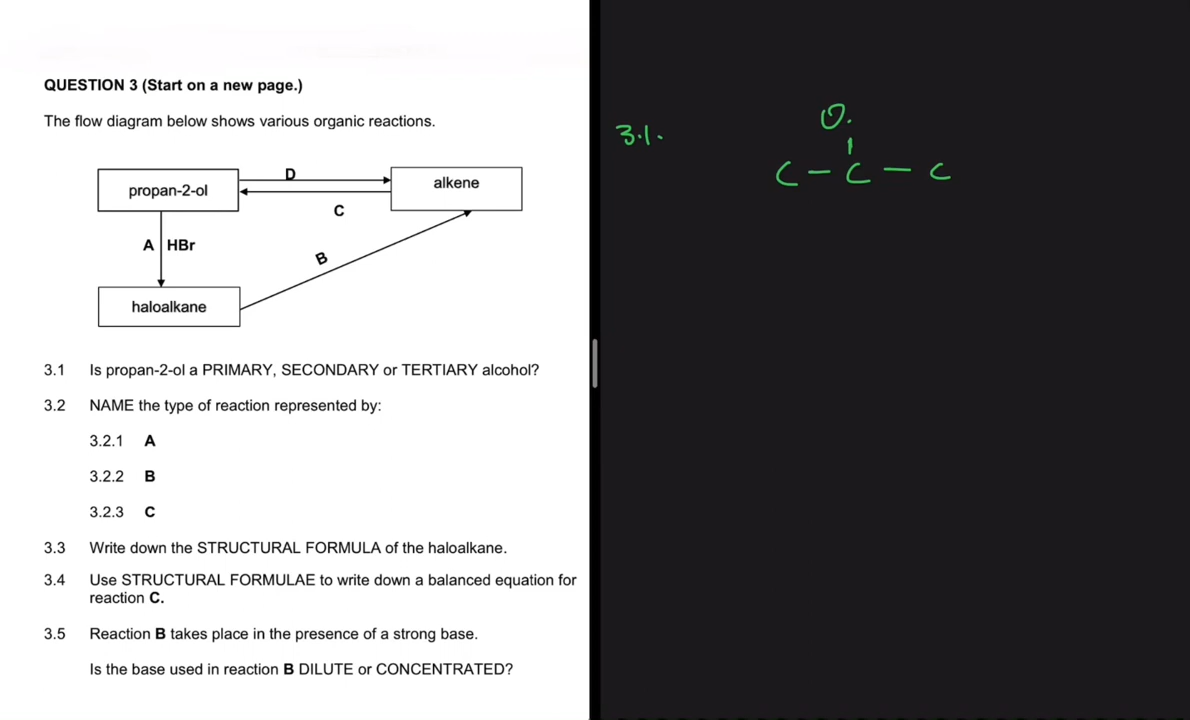 QUESTION 3 (Start on a new page.)
The flow diagram below shows various organic reactions.
D
propan-2-ol
alkene
C
A HBr
B
haloalkane
3.1 Is propan-2-ol a PRIMARY, SECONDARY or TERTIARY alcohol?
3.2 NAME the type of reaction represented by:
3.2.1 A
3.2.2 B
3.2.3 C
3.3 Write down the STRUCTURAL FORMULA of the haloalkane.
3.4 Use STRUCTURAL FORMULAE to write down a balanced equation for
reaction C.
3.5 Reaction B takes place in the presence of a strong base.
Is the base used in reaction B DILUTE or CONCENTRATED?
3.1.
O.
C - C - C